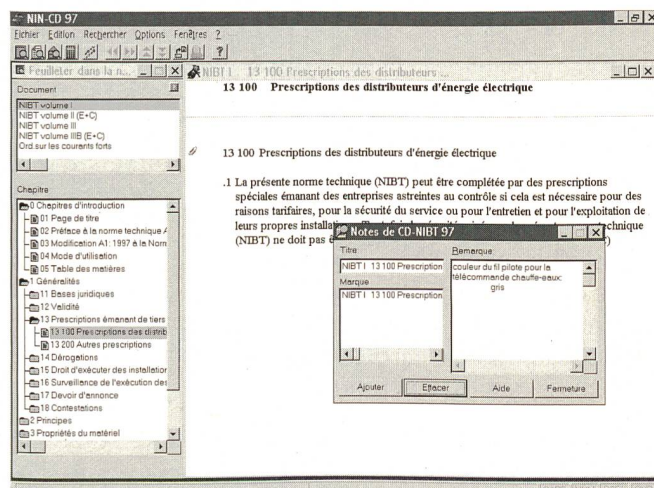 NIN-CD 97
Fichier Edition Rechercher Options Fenêtres ?
Feuilleter dans la n...
NIBT I 13 100 Prescriptions des distributeurs ...
Document
NIBT volume I
NIBT volume II (E+C)
NIBT volume III
NIBT volume IIIB (E+C)
Ord.sur les courants forts
Chapitre
0 Chapitres d'introduction
01 Page de titre
02 Préface à la norme technique A
03 Modification A1: 1997 à la Norm
04 Mode d'utilisation
05 Table des matières
1 Généralités
11 Bases juridiques
12 Validité
13 Prescriptions émanant de tiers
13 100 Prescriptions des distrib
13 200 Autres prescriptions
14 Dérogations
15 Droit d'exécuter des installation
16 Surveillance de l'exécution des
17 Devoir d'annonce
18 Contestations
2 Principes
3 Propriétés du matériel
13 100 Prescriptions des distributeurs d'énergie électrique
13 100 Prescriptions des distributeurs d'énergie électrique
.1 La présente norme technique (NIBT) peut être complétée par des prescriptions
spéciales émanant des entreprises astreintes au contrôle si cela est nécessaire pour des
raisons tarifaires, pour la sécurité du service ou pour l'entretien et pour l'exploitation de
leurs propres
(NIBT) ne doit pas
Notes de CD-NIBT 97
Titre
NIBT I 13 100 Prescription
Marque
NIBT I 13 100 Prescription
Remarque
couleur du fil pilote pour la
télécommande chauffe-eaux:
gris
Ajouter Effacer Aide Fermeture